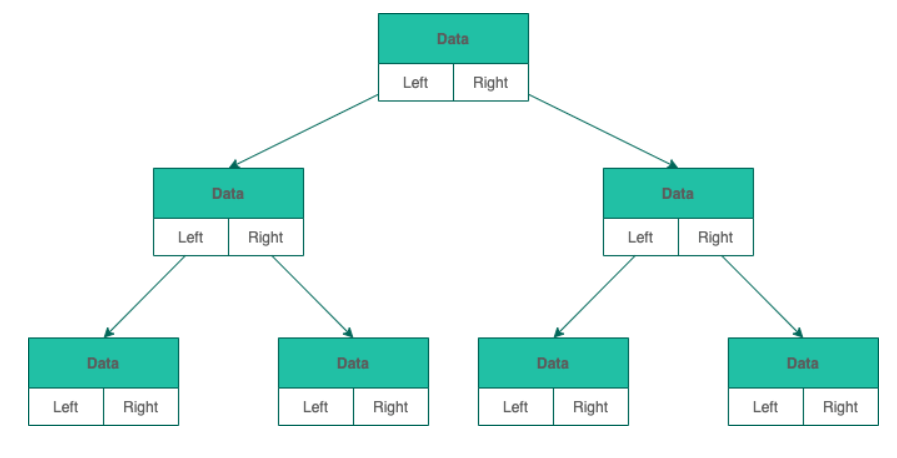 Data
Left Right
Data Data
Left Right Left Right
Data Data Data Data
Left Right Left Right Left Right Left Right